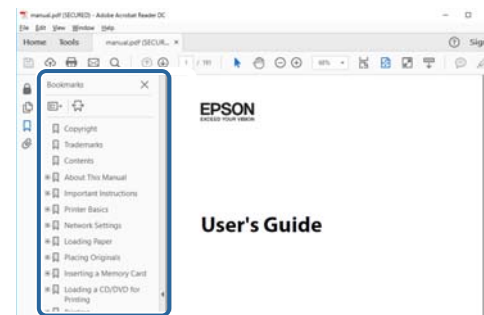 manual.pdf (SECURED) - Adobe Acrobat Reader DC
File Edit View Window Help
Home Tools manual.pdf (SECUR... ×
Sig
1
Bookmarks
Copyright
Trademarks
Contents
About This Manual
Important Instructions
Printer Basics
Network Settings
Loading Paper
Placing Originals
Inserting a Memory Card
Loading a CD/DVD for
Printing
EPSON
EXCEED YOUR VISION
User's Guide